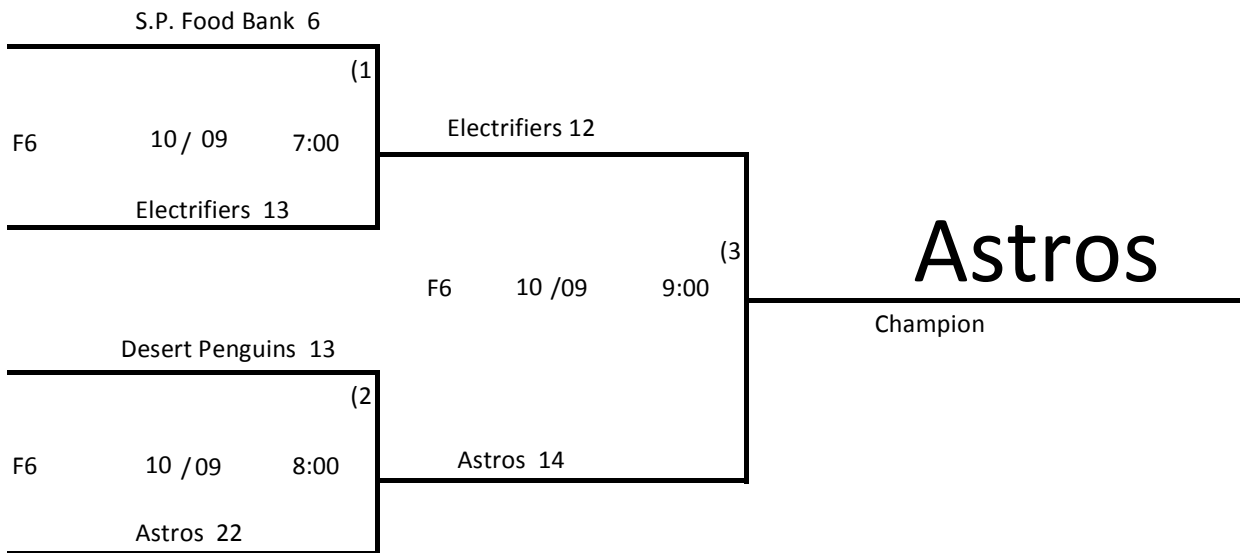 S.P. Food Bank 6
(1
F6 10 / 09 7:00
Electrifiers 13
Electrifiers 12
(3
F6 10 /09 9:00
Astros
Champion
Desert Penguins 13
(2
F6 10 / 09 8:00
Astros 22
Astros 14